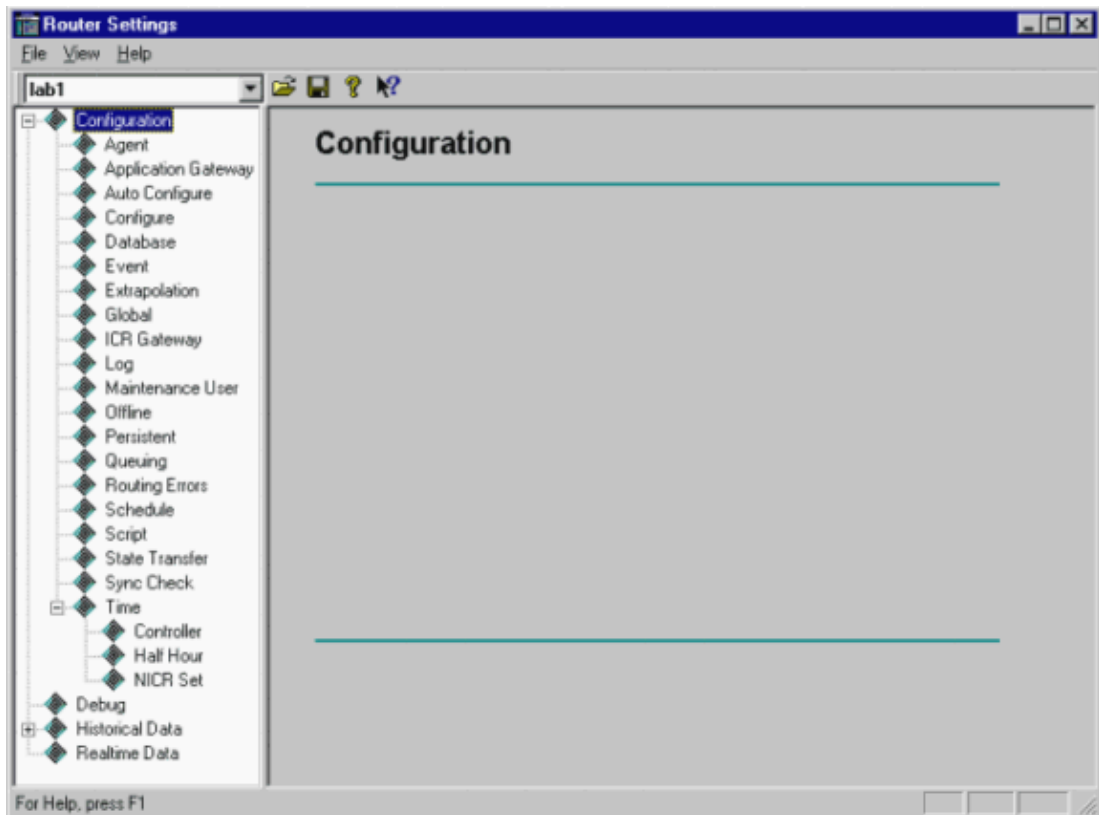 Router Settings
File View Help
lab1
Configuration
Agent
Application Gateway
Auto Configure
Configure
Database
Event
Extrapolation
Global
ICR Gateway
Log
Maintenance User
Offline
Persistent
Queuing
Routing Errors
Schedule
Script
State Transfer
Sync Check
Time
Controller
Half Hour
NICR Set
Debug
Historical Data
Realtime Data
Configuration
For Help, press F1